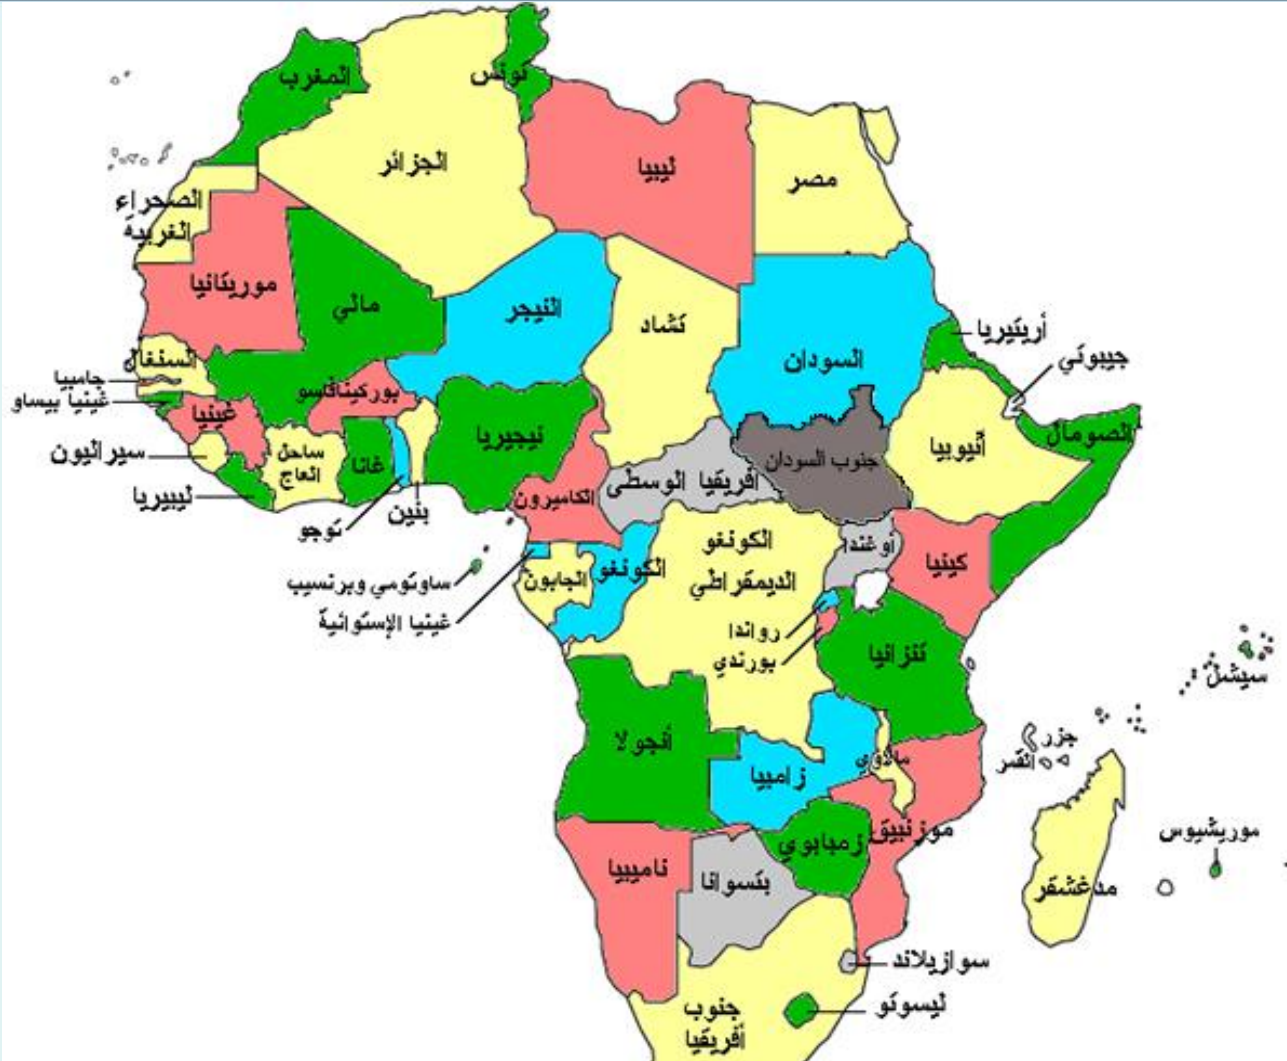 تونس
المغرب
الجزائر
ليبيا
مصر
الصحراء
الغربية
موريتانيا
مالي
النيجر
تشاد
السودان
أريتيريا
جيبوتي
السنغال
جامبيا
غينيا بيساو
غينيا
بوركينافاسو
سيراليون
ليبيريا
ساحل
العاج
غانا
توجو
بنين
نيجيريا
الكاميرون
أفريقيا الوسطى
جنوب السودان
أثيوبيا
الصومال
ساوتومي وبرنسيب
غينيا الإستوائية
الجابون
الكونغو
الكونغو
الديمقراطي
أوغندا
كينيا
رواندا
بورندي
تنزانيا
سيشل
أنجولا
زامبيا
مالاوي
جزر
القمر
موزنبيق
زمبابوي
موريشيوس
مدغشقر
ناميبيا
بتسوانا
سوازيلاند
ليسوتو
جنوب
أفريقيا